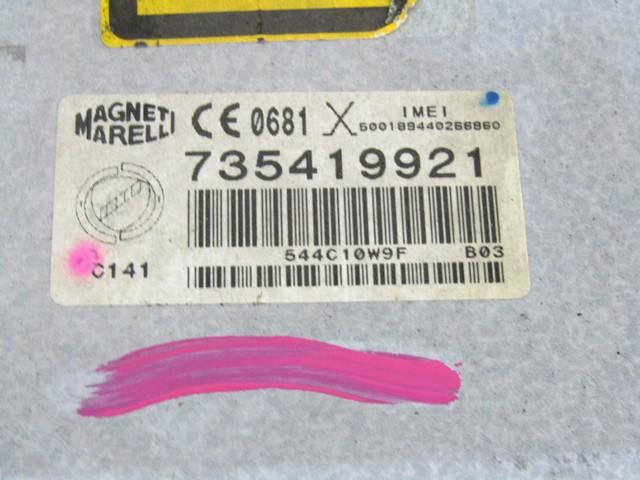 MAGNETI MARELLI CE 0681 IMEI
500189440266860
735419921
544C10W9F B03
C141